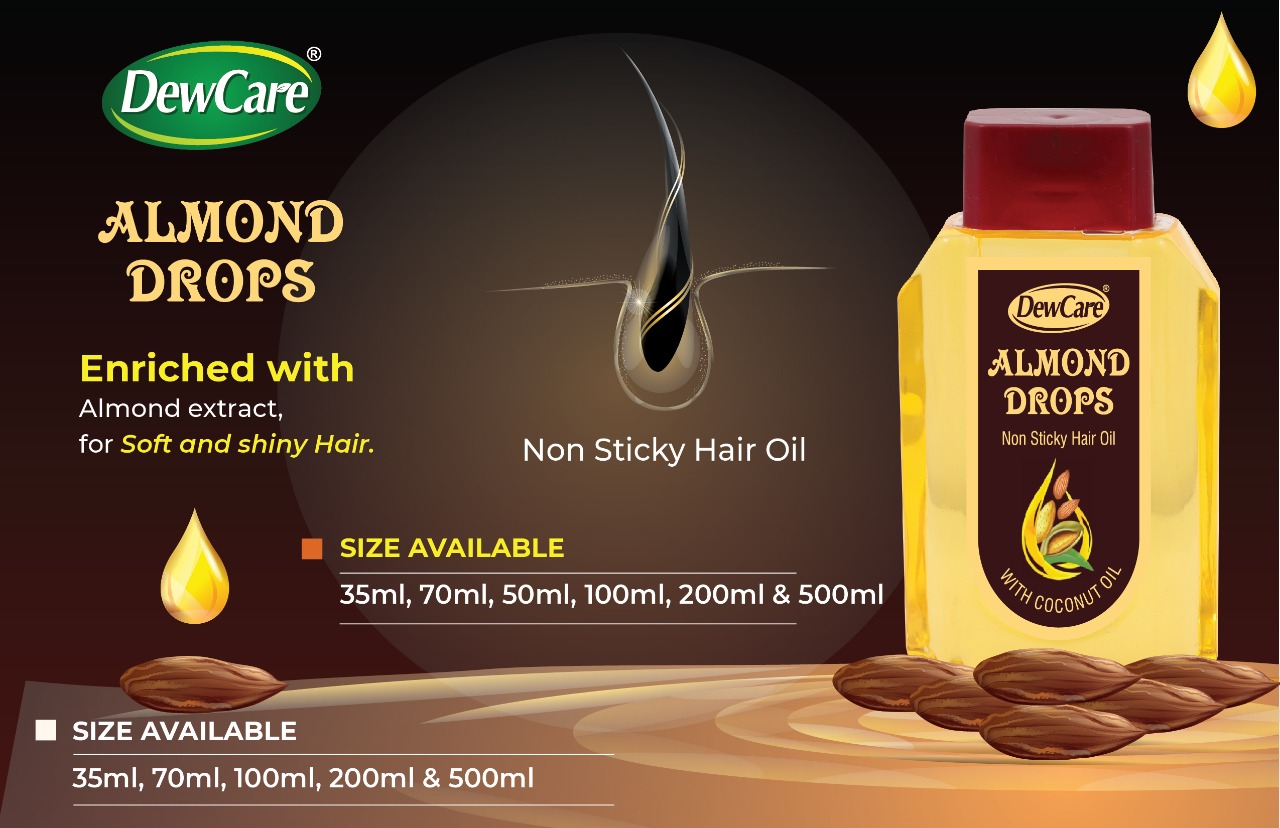 DewCare®
ALMOND
DROPS
Enriched with
Almond extract,
for Soft and shiny Hair.
Non Sticky Hair Oil
SIZE AVAILABLE
35ml, 70ml, 50ml, 100ml, 200ml & 500ml
SIZE AVAILABLE
35ml, 70ml, 100ml, 200ml & 500ml
DewCare®
ALMOND
DROPS
Non Sticky Hair Oil
WITH COCONUT OIL